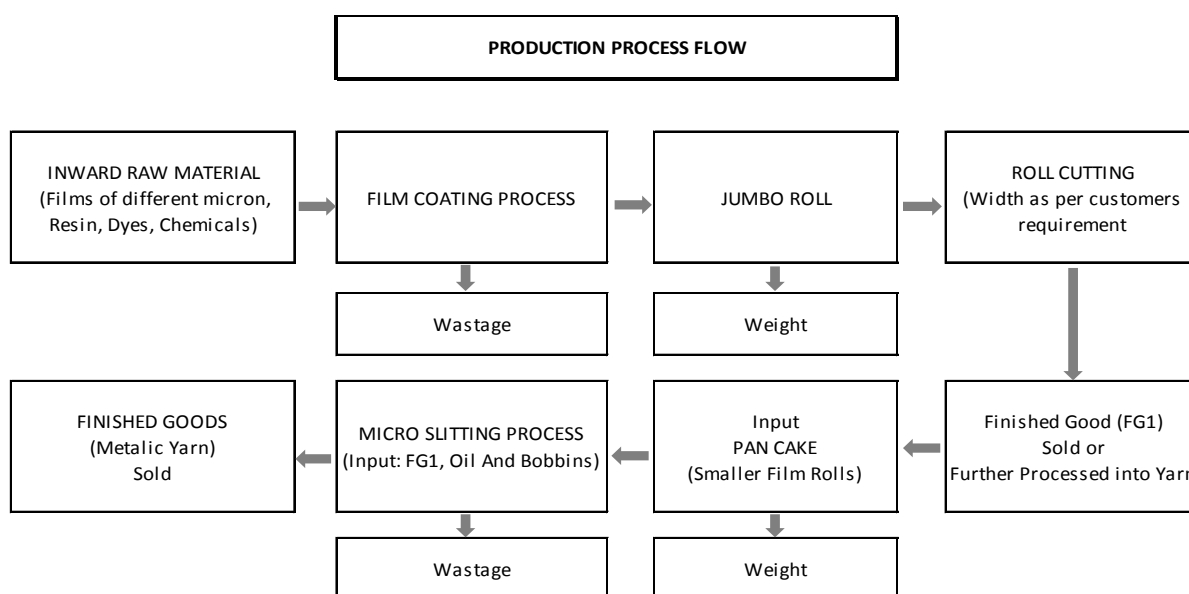 PRODUCTION PROCESS FLOW
INWARD RAW MATERIAL
(Films of different micron,
Resin, Dyes, Chemicals)
FILM COATING PROCESS
JUMBO ROLL
ROLL CUTTING
(Width as per customers
requirement
Wastage
Weight
FINISHED GOODS
(Metalic Yarn)
Sold
MICRO SLITTING PROCESS
(Input: FG1, Oil And Bobbins)
Input
PAN CAKE
(Smaller Film Rolls)
Finished Good (FG1)
Sold or
Further Processed into Yarn
Wastage
Weight